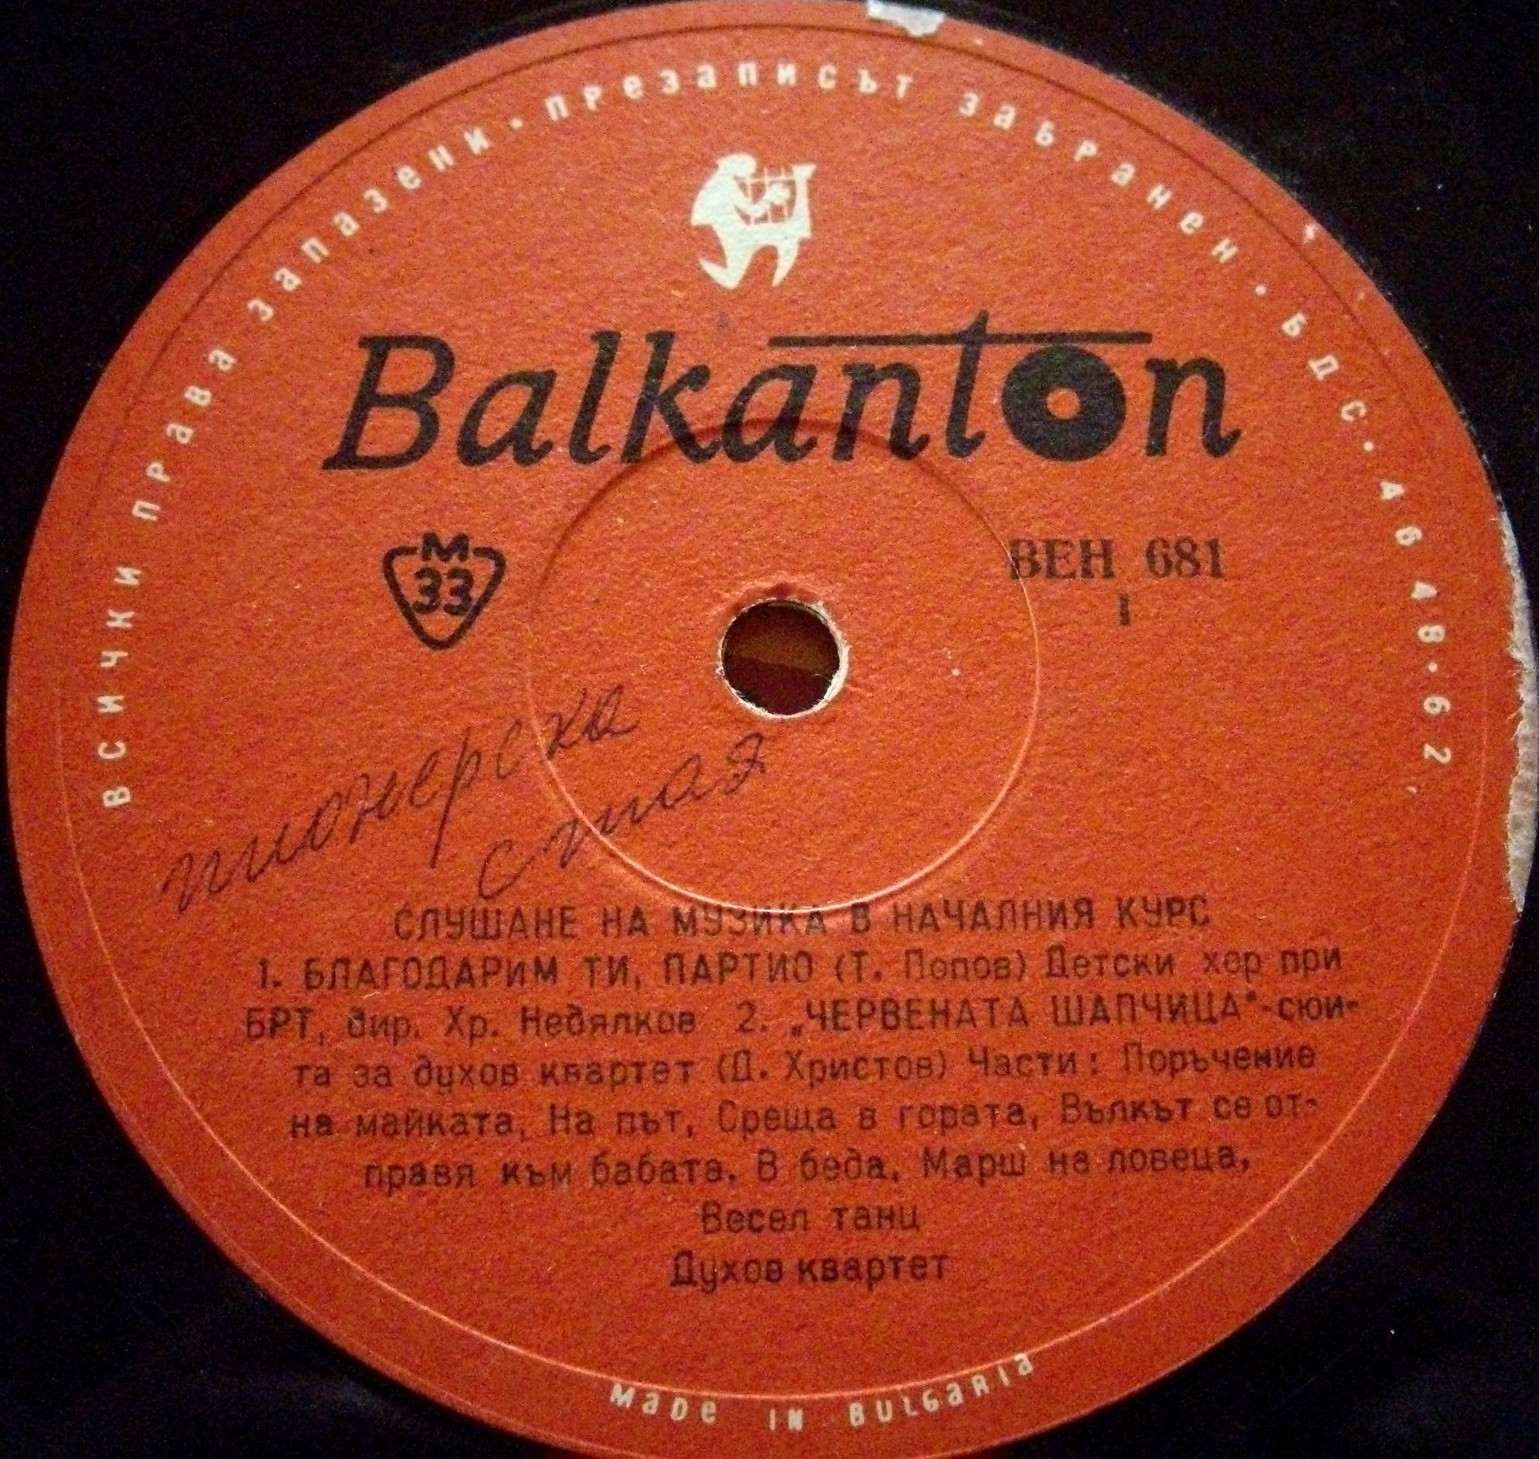 ВСИЧКИ ПРАВА ЗАПАЗЕНИ · ПРЕЗАПИСЪТ ЗАБРАНЕН · БДС · 46 48 · 62
Balkanton
М
33
ВЕН 681
I
пионерска
стая
СЛУШАНЕ НА МУЗИКА В НАЧАЛНИЯ КУРС
1. БЛАГОДАРИМ ТИ, ПАРТИО (Т. Попов) Детски хор при
БРТ, дир. Хр. Недялков 2. „ЧЕРВЕНАТА ШАПЧИЦА"-сюи-
та за духов квартет (Д. Христов) Части: Поръчение
на майката, На път, Среща в гората, Вълкът се от-
правя към бабата, В беда, Марш на ловеца,
Весел танц
Духов квартет
MADE IN BULGARIA